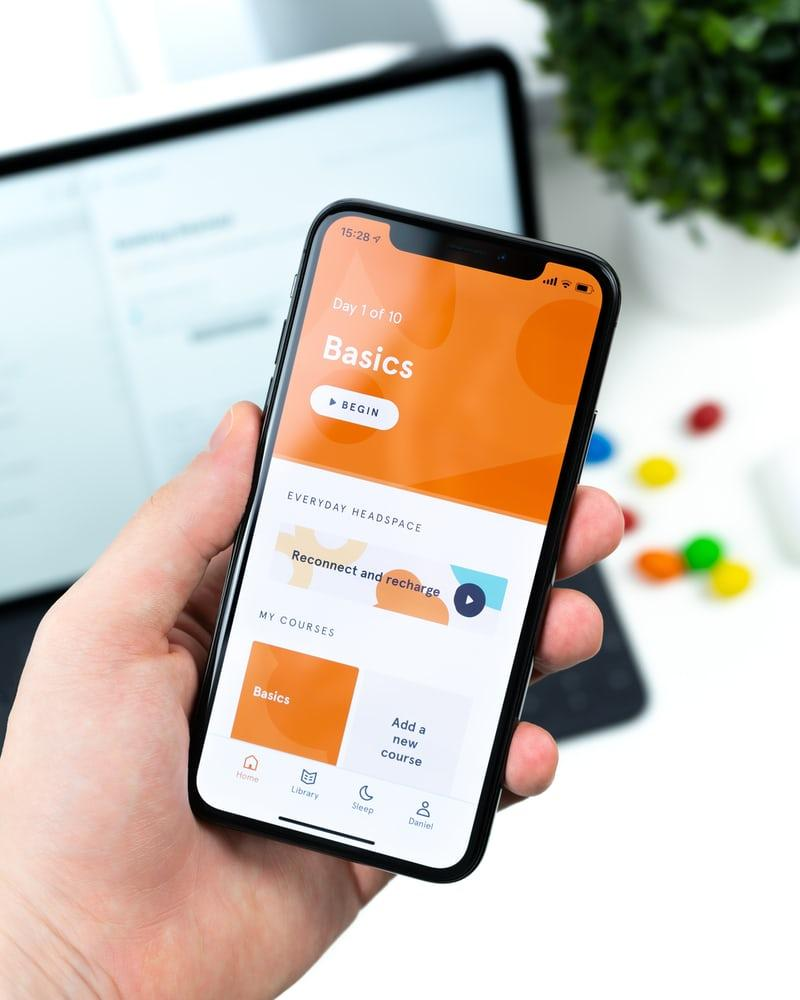 15:28
Day 1 of 10
Basics
BEGIN
EVERYDAY HEADSPACE
Reconnect and recharge
MY COURSES
Basics
Add a
new
course
Home
Library
Sleep
Daniel